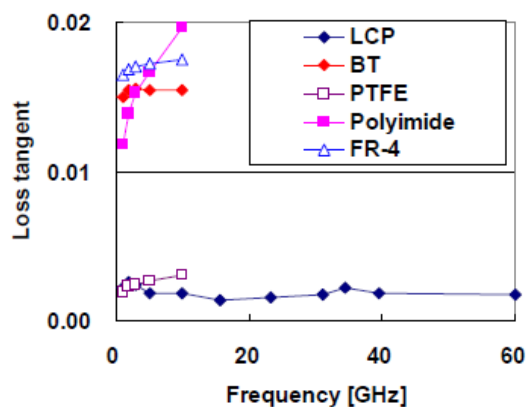 0.02
0.01
0.00
Loss tangent
LCP
BT
PTFE
Polyimide
FR-4
0 20 40 60
Frequency [GHz]